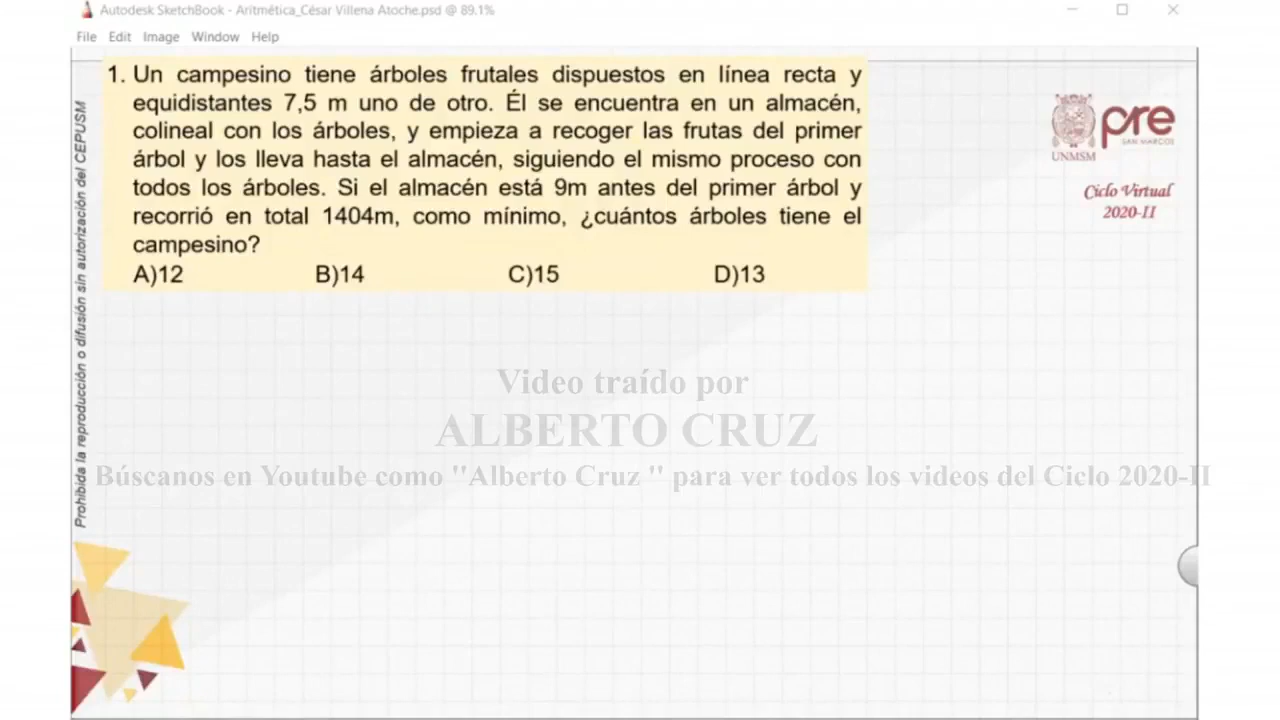 Autodesk SketchBook - Aritmética_César Villena Atoche.psd @ 89.1%
File Edit Image Window Help
1. Un campesino tiene árboles frutales dispuestos en línea recta y
equidistantes 7,5 m uno de otro. Él se encuentra en un almacén,
colineal con los árboles, y empieza a recoger las frutas del primer
árbol y los lleva hasta el almacén, siguiendo el mismo proceso con
todos los árboles. Si el almacén está 9m antes del primer árbol y
recorrió en total 1404m, como mínimo, ¿cuántos árboles tiene el
campesino?
A)12 B)14 C)15 D)13
Prohibida la reproducción o difusión sin autorización del CEPUSM
UNMSM
pre
SAN MARCOS
Ciclo Virtual
2020-II
Video traído por
ALBERTO CRUZ
Búscanos en Youtube como "Alberto Cruz " para ver todos los videos del Ciclo 2020-II